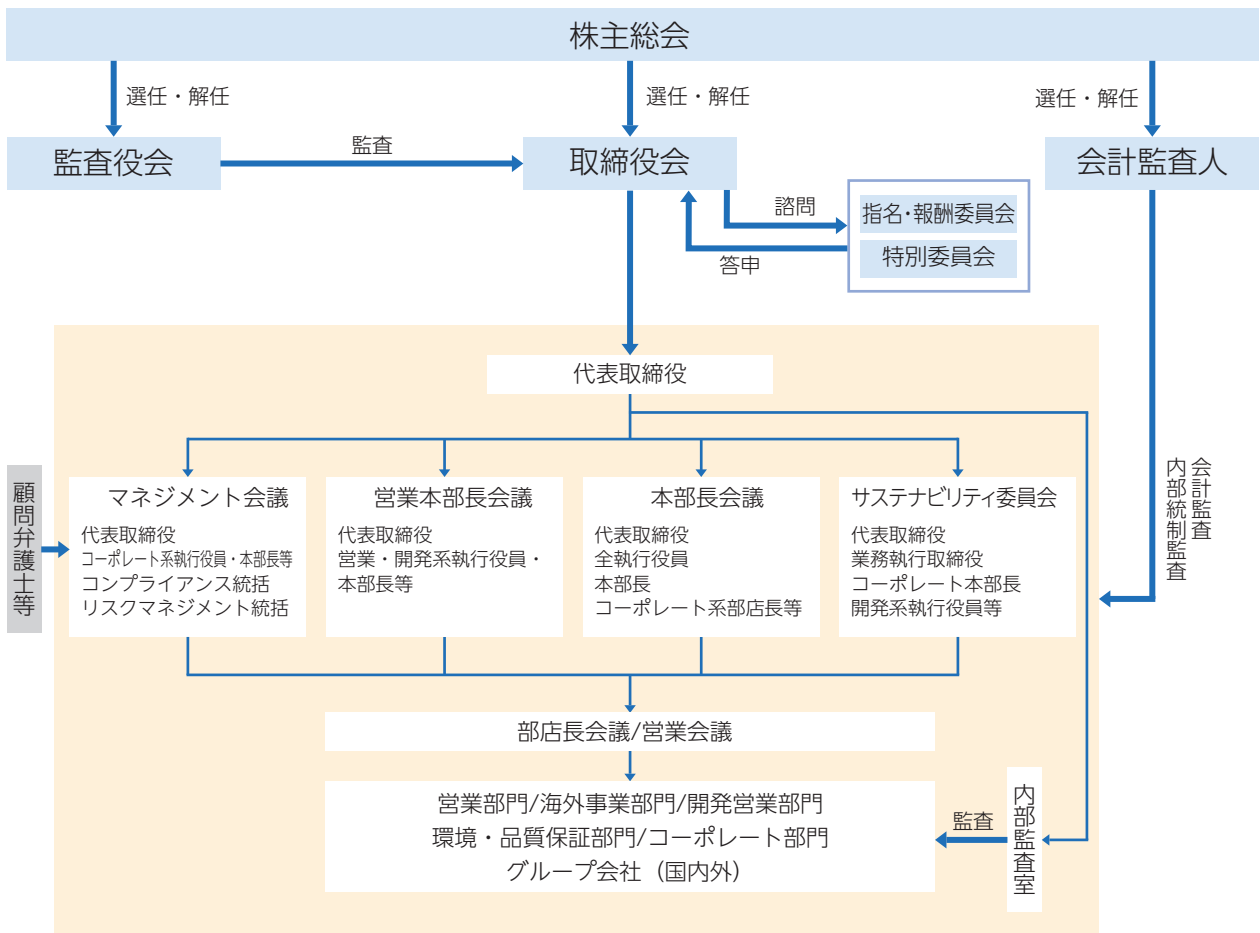 株主総会
選任・解任
選任・解任
選任・解任
監査役会
監査
取締役会
会計監査人
諮問
答申
指名・報酬委員会
特別委員会
代表取締役
顧問弁護士等
マネジメント会議
代表取締役
コーポレート系執行役員・本部長等
コンプライアンス統括
リスクマネジメント統括
営業本部長会議
代表取締役
営業・開発系執行役員・
本部長等
本部長会議
代表取締役
全執行役員
本部長
コーポレート系部店長等
サステナビリティ委員会
代表取締役
業務執行取締役
コーポレート本部長
開発系執行役員等
会計監査
内部統制監査
部店長会議/営業会議
営業部門/海外事業部門/開発営業部門
環境・品質保証部門/コーポレート部門
グループ会社（国内外）
監査
内部監査室